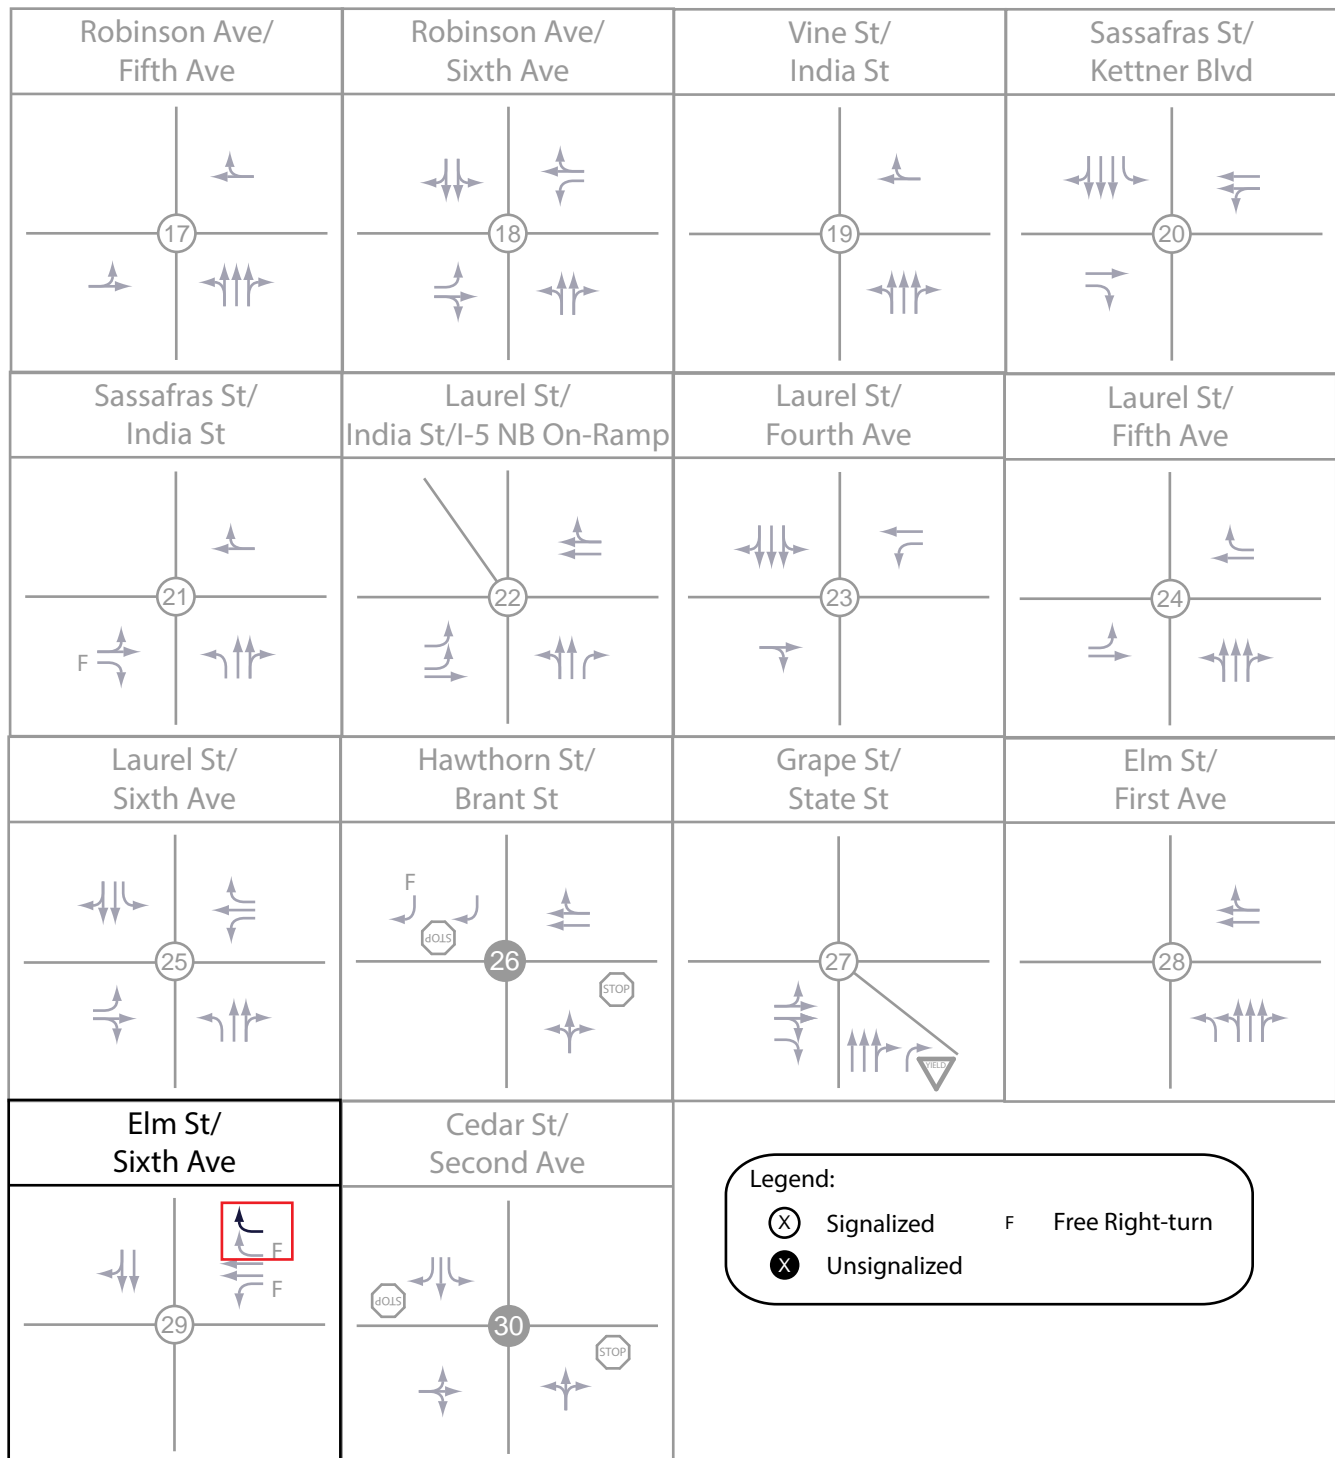 Robinson Ave/
Fifth Ave
Robinson Ave/
Sixth Ave
Vine St/
India St
Sassafras St/
Kettner Blvd
17
18
19
20
Sassafras St/
India St
Laurel St/
India St/I-5 NB On-Ramp
Laurel St/
Fourth Ave
Laurel St/
Fifth Ave
21
F
22
23
24
Laurel St/
Sixth Ave
Hawthorn St/
Brant St
Grape St/
State St
Elm St/
First Ave
25
F
STOP
26
STOP
27
YIELD
28
Elm St/
Sixth Ave
Cedar St/
Second Ave
F
F
29
STOP
30
STOP
Legend:
X Signalized
F Free Right-turn
X Unsignalized